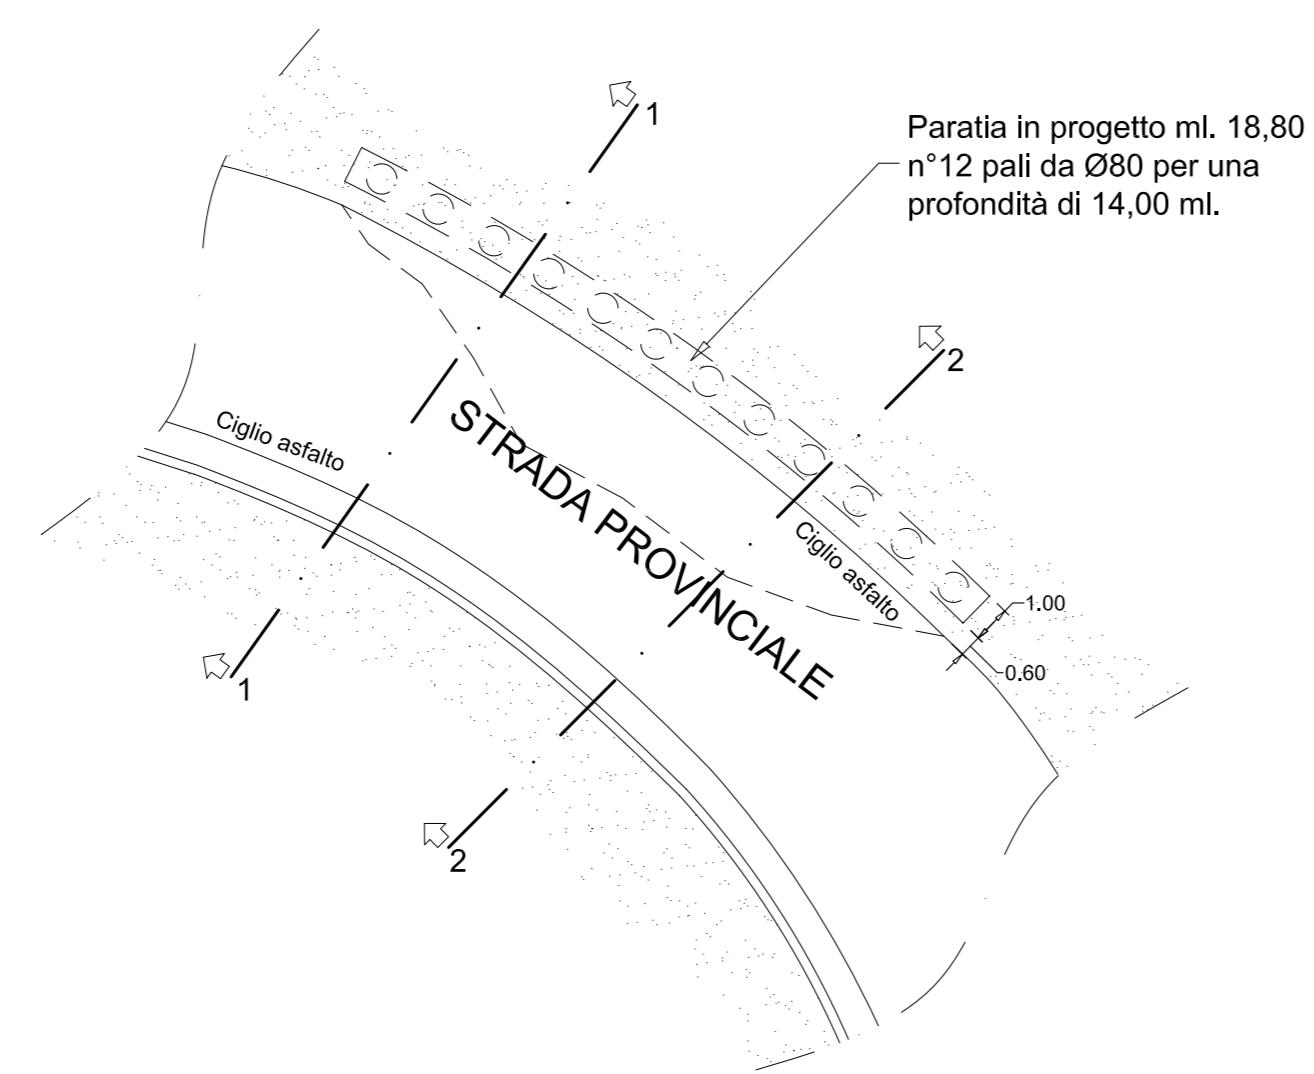 1
Paratia in progetto ml. 18,80
n°12 pali da Ø80 per una
profondità di 14,00 ml.
2
Ciglio asfalto
STRADA PROVINCIALE
Ciglio asfalto
1.00
0.60
1
2